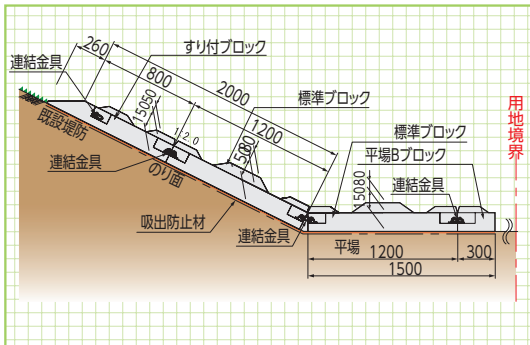 260
すり付ブロック
連結金具
800
2000
標準ブロック
15050
1200
標準ブロック
用地境界
既設堤防
1:2.0
平場Bブロック
連結金具
のり面
連結金具
15080
吸出防止材
連結金具
平場
1200
300
1500